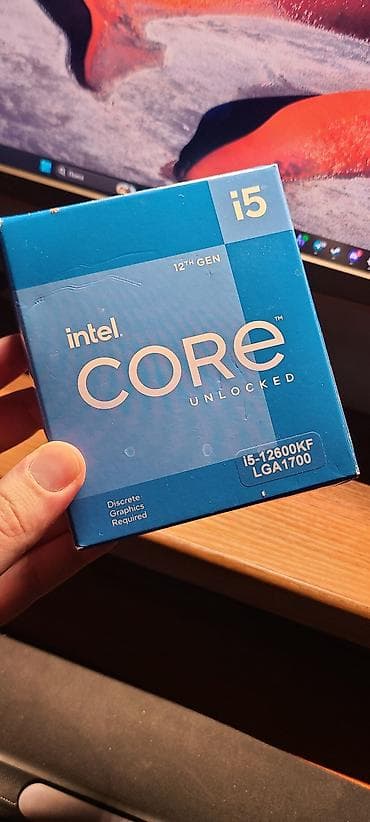 i5
12TH GEN
intel.
CORe™
UNLOCKED
i5-12600KF
LGA1700
Discrete
Graphics
Required